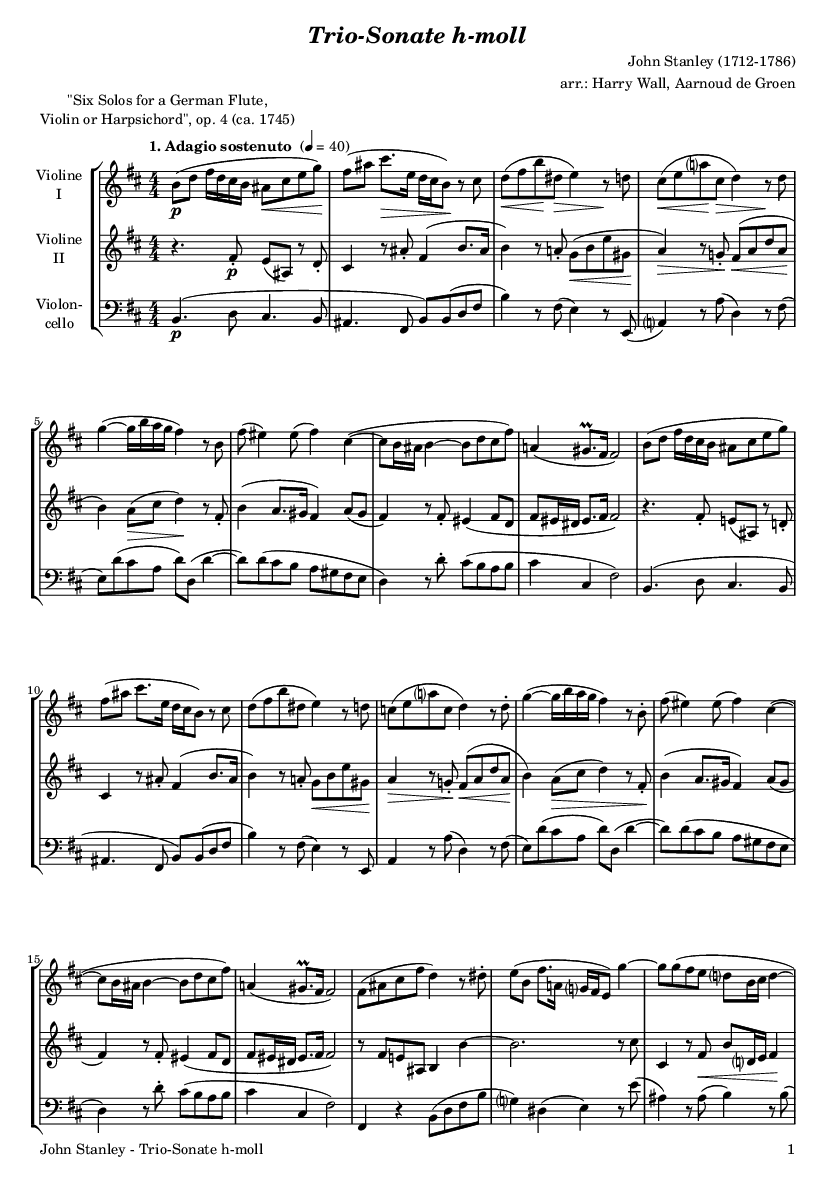 Trio-Sonate h-moll
John Stanley (1712-1786)
arr.: Harry Wall, Aarnoud de Groen
"Six Solos for a German Flute,
Violin or Harpsichord", op. 4 (ca. 1745)
1. Adagio sostenuto (♩ = 40)
Violine
I
p
Violine
II
p
Violon-
cello
p
5
10
15
John Stanley - Trio-Sonate h-moll 1